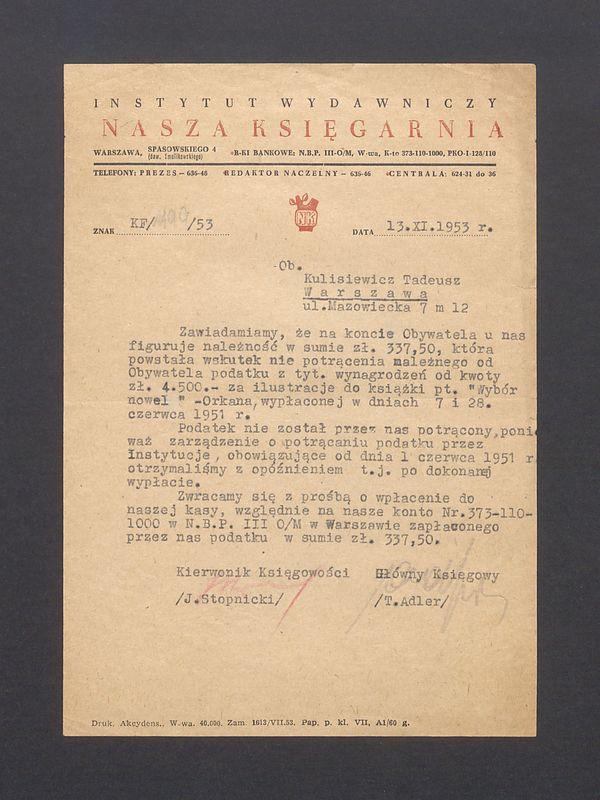 INSTYTUT WYDAWNICZY
NASZA KSIĘGARNIA
WARSZAWA, SPASOWSKIEGO 4 (daw. Smulikowskiego) •R-KI BANKOWE: N.B.P. III-O/M, W-wa, K-to 373-110-1000, PKO-I-128/110
TELEFONY: PREZES — 636-48 •REDAKTOR NACZELNY — 636-46 •CENTRALA: 624-31 do 36
NK
ZNAK KF/ /53 DATA 13.XI.1953 r.
Ob.
Kulisiewicz Tadeusz
Warszawa
ul.Mazowiecka 7 m 12
Zawiadamiamy, że na koncie Obywatela u nas
figuruje należność w sumie zł. 337,50, która
powstała wskutek nie potrącenia należnego od
Obywatela podatku z tyt. wynagrodzeń od kwoty
zł. 4.500.- za ilustracje do książki pt. "Wybór
nowel " -Orkana,wypłaconej w dniach 7 i 28.
czerwca 1951 r.
Podatek nie został przez nas potrącony,poni
waż zarządzenie o potrącaniu podatku przez
Instytucje, obowiązujące od dnia 1 czerwca 1951 r
otrzymaliśmy z opóźnieniem t.j. po dokonanej
wypłacie.
Zwracamy się z prośbą o wpłacenie do
naszej kasy, względnie na nasze konto Nr.373-110-
1000 w N.B.P. III O/M w Warszawie zapłaconego
przez nas podatku w sumie zł. 337,50.
Kierwonik Księgowości Główny Księgowy
/J.Stopnicki/ /T.Adler/
Druk. Akcydens., W-wa. 40.000. Zam. 1613/VII.53. Pap. p. kl. VII, A1/60 g.